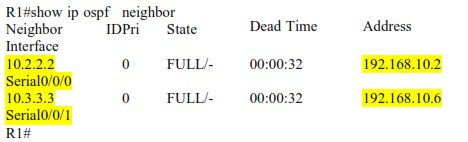 R1#show ip ospf neighbor
Neighbor IDPri State Dead Time Address
Interface
10.2.2.2 0 FULL/- 00:00:32 192.168.10.2
Serial0/0/0
10.3.3.3 0 FULL/- 00:00:32 192.168.10.6
Serial0/0/1
R1#